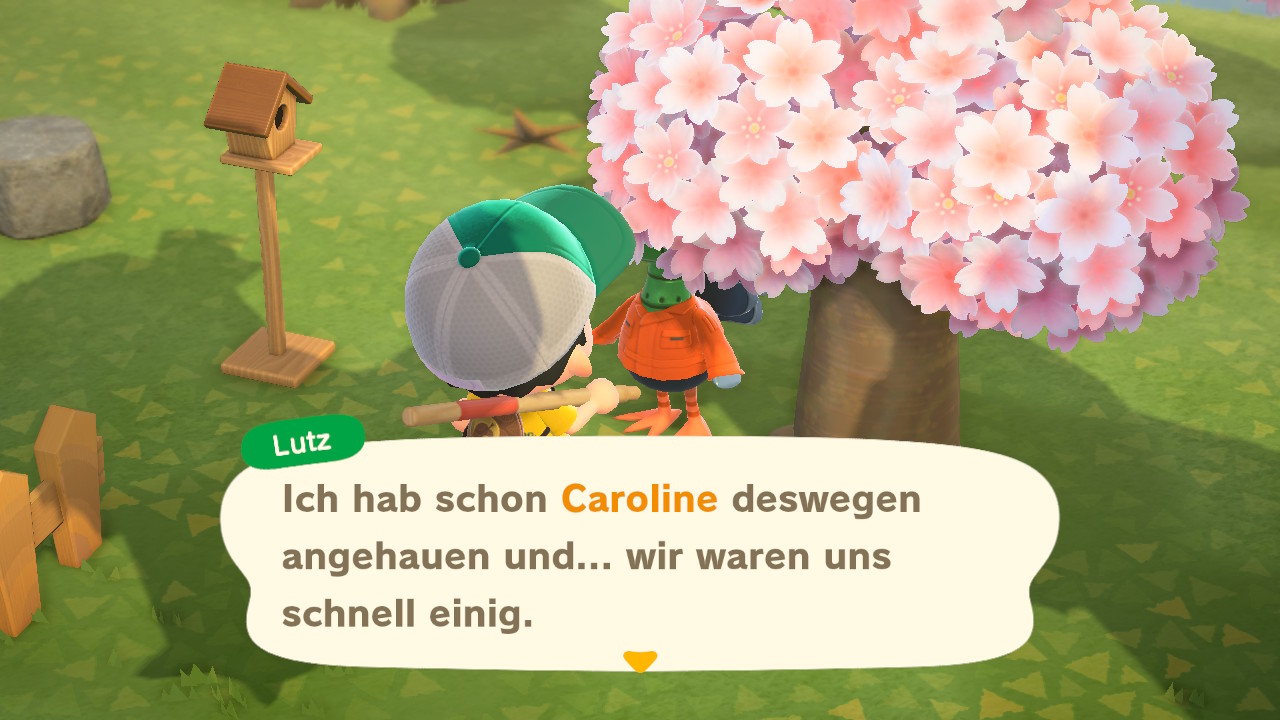 Lutz
Ich hab schon Caroline deswegen
angehauen und... wir waren uns
schnell einig.